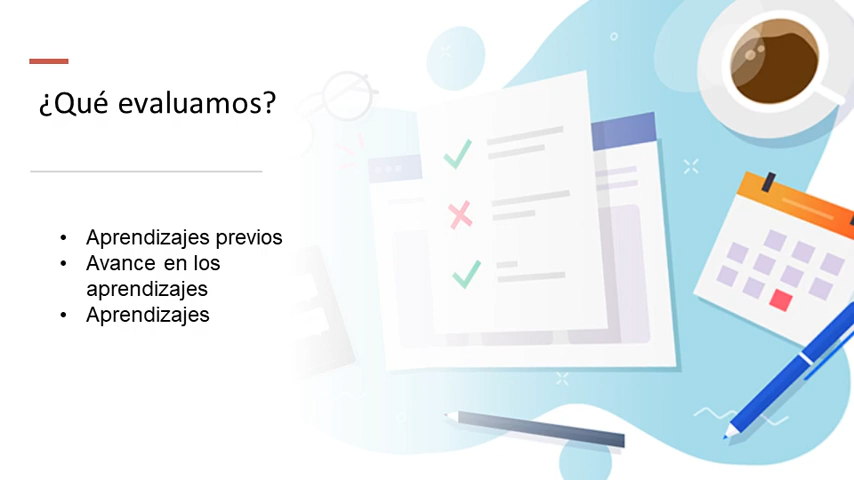 ¿Qué evaluamos?
• Aprendizajes previos
• Avance en los
aprendizajes
• Aprendizajes